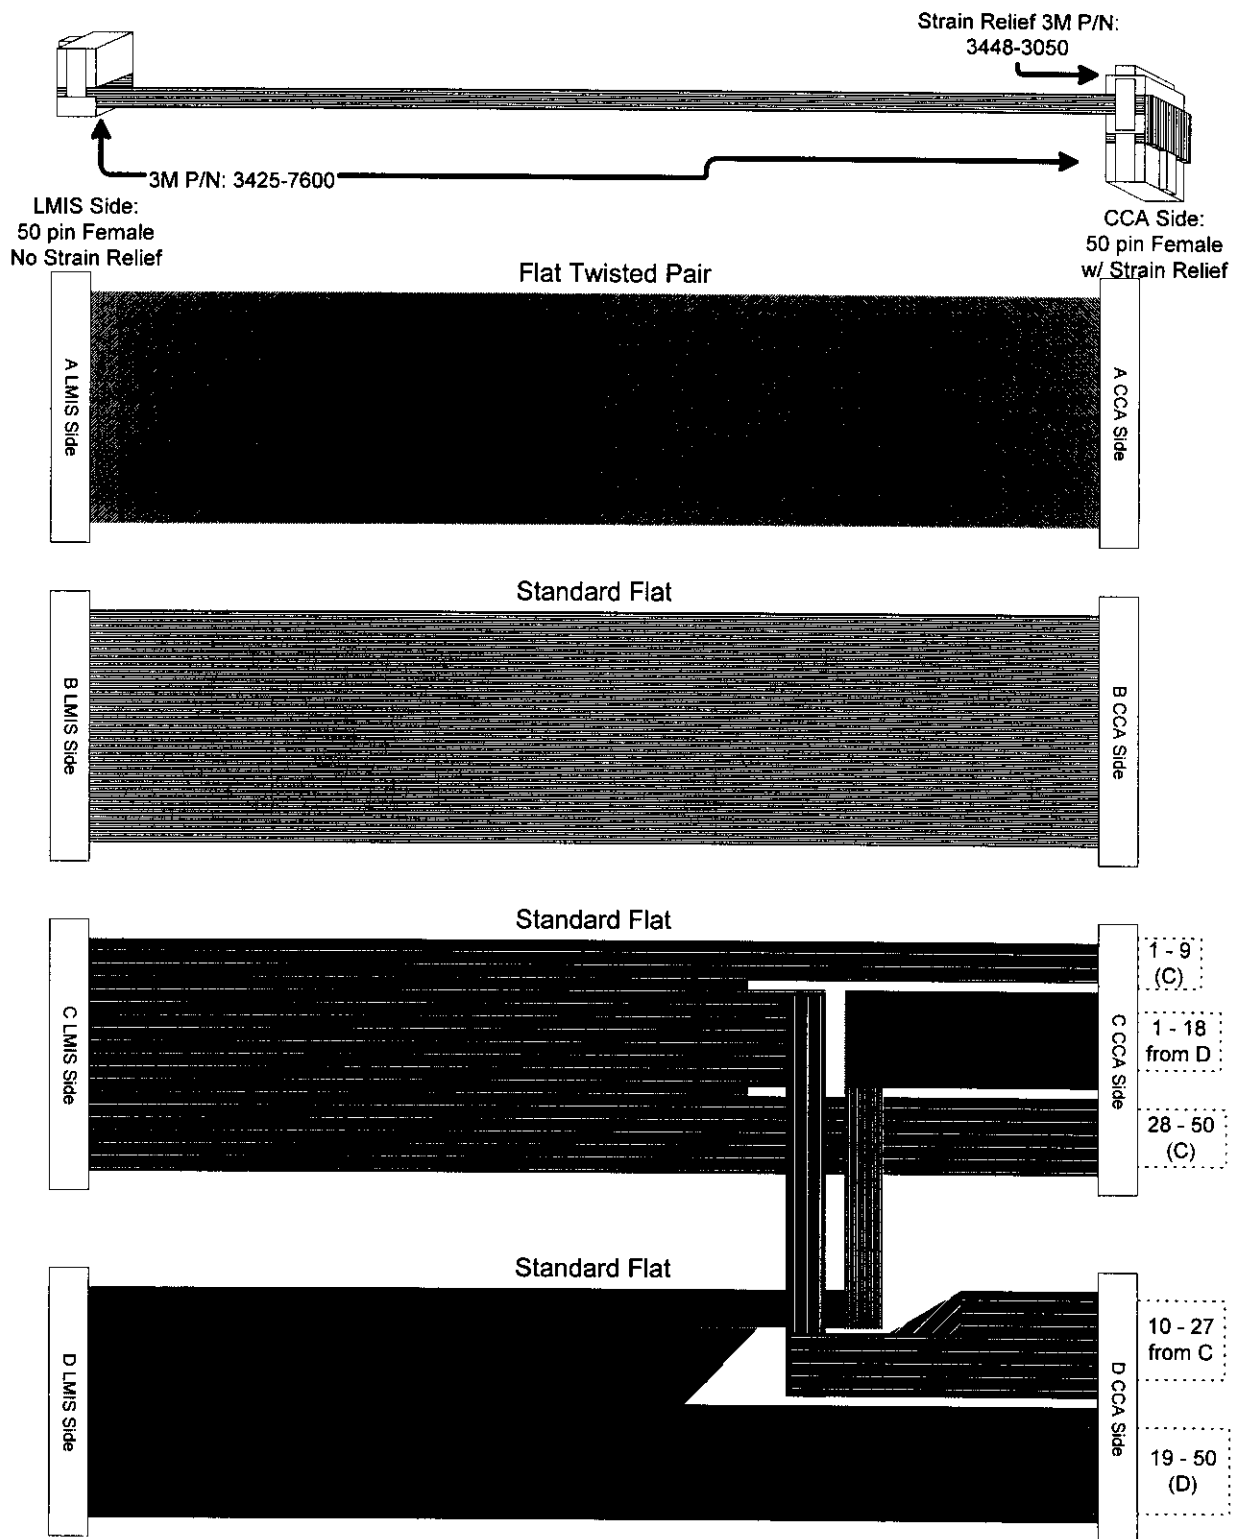 Strain Relief 3M P/N:
3448-3050
3M P/N: 3425-7600
LMIS Side:
50 pin Female
No Strain Relief
CCA Side:
50 pin Female
w/ Strain Relief
Flat Twisted Pair
A LMIS Side
A CCA Side
Standard Flat
B LMIS Side
B CCA Side
Standard Flat
C LMIS Side
C CCA Side
1 - 9
(C)
1 - 18
from D
28 - 50
(C)
Standard Flat
D LMIS Side
D CCA Side
10 - 27
from C
19 - 50
(D)